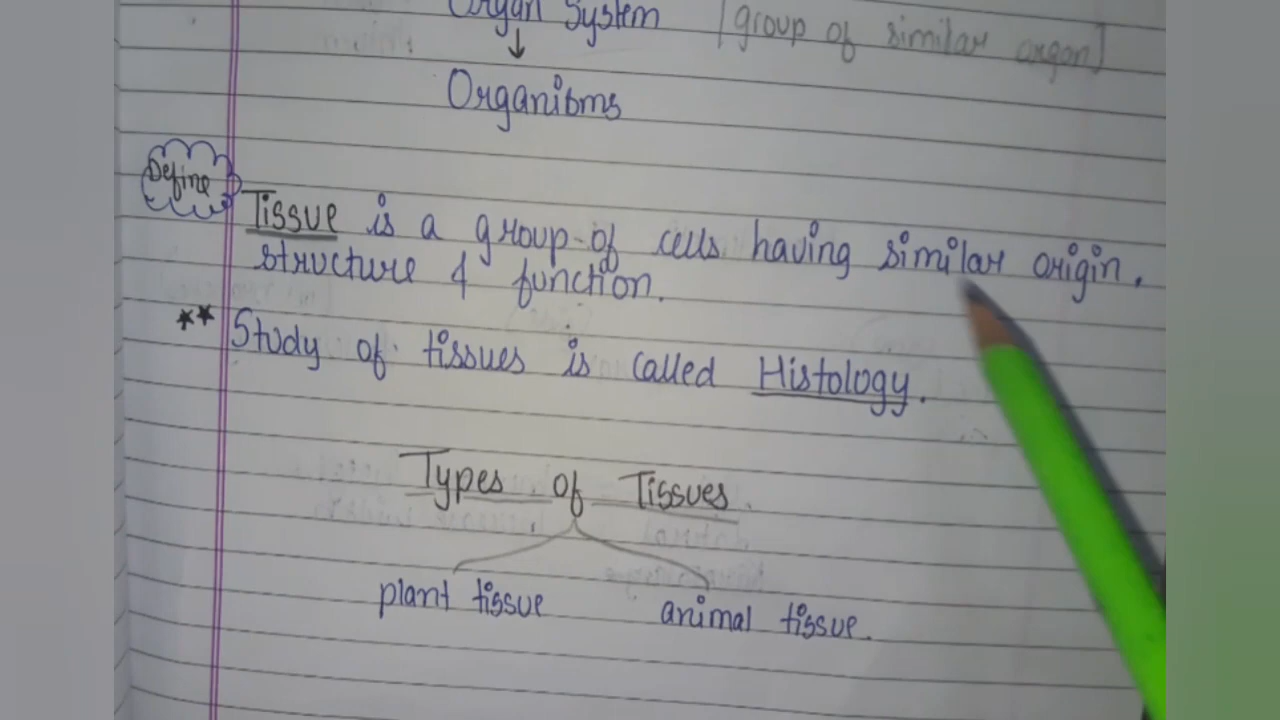 Organ System [group of similar organ]
↓
Organisms
Define
Tissue is a group of cells having similar origin.
structure & function.
** Study of tissues is called Histology.
Types of Tissues.
plant tissue animal tissue.